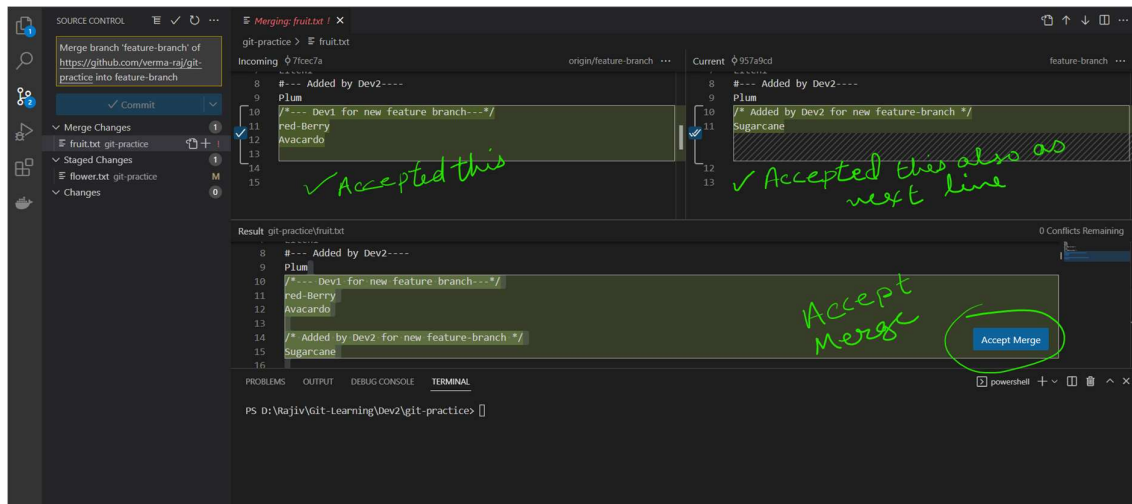 SOURCE CONTROL
Merge branch 'feature-branch' of
https://github.com/verma-raj/git-
practice into feature-branch
Commit
Merge Changes 1
fruit.txt git-practice !
Staged Changes 1
flower.txt git-practice M
Changes 0
1
2
Merging: fruit.txt !
git-practice > fruit.txt
Incoming 7fcec7a origin/feature-branch ...
8 #--- Added by Dev2----
9 Plum
10 /*--- Dev1 for new feature branch---*/
11 red-Berry
12 Avacardo
13
14
15
✓ Accepted this
Current 957a9cd feature-branch ...
8 #--- Added by Dev2----
9 Plum
10 /* Added by Dev2 for new feature-branch */
11 Sugarcane
12
13
✓ Accepted this also as
next line
Result git-practice\fruit.txt 0 Conflicts Remaining
8 #--- Added by Dev2----
9 Plum
10 /*--- Dev1 for new feature branch---*/
11 red-Berry
12 Avacardo
13
14 /* Added by Dev2 for new feature-branch */
15 Sugarcane
16
Accept
Merge
Accept Merge
PROBLEMS OUTPUT DEBUG CONSOLE TERMINAL
powershell
PS D:\Rajiv\Git-Learning\Dev2\git-practice>